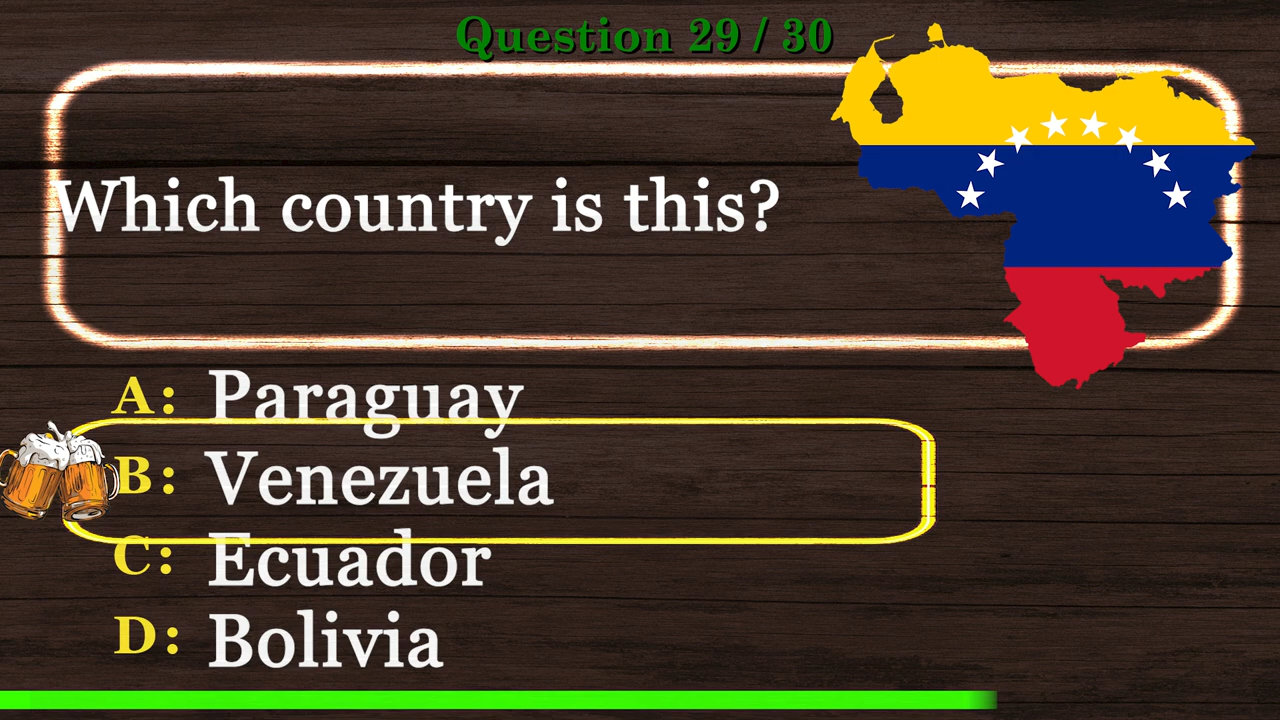 Question 29 / 30
Which country is this?
A: Paraguay
B: Venezuela
C: Ecuador
D: Bolivia